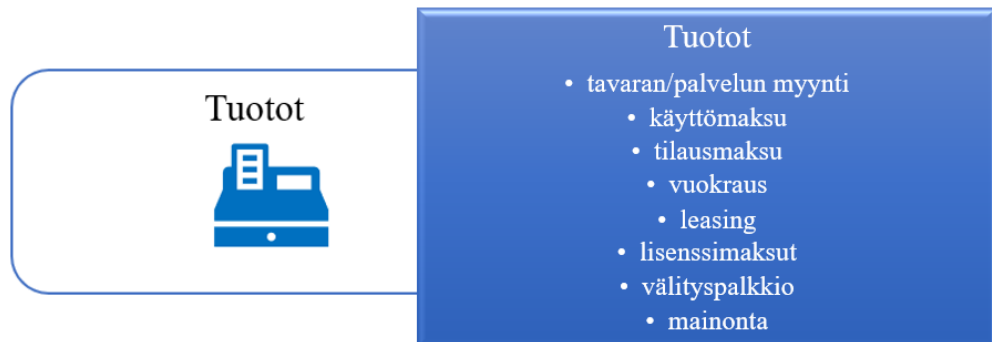 Tuotot
Tuotot
• tavaran/palvelun myynti
• käyttömaksu
• tilausmaksu
• vuokraus
• leasing
• lisenssimaksut
• välityspalkkio
• mainonta